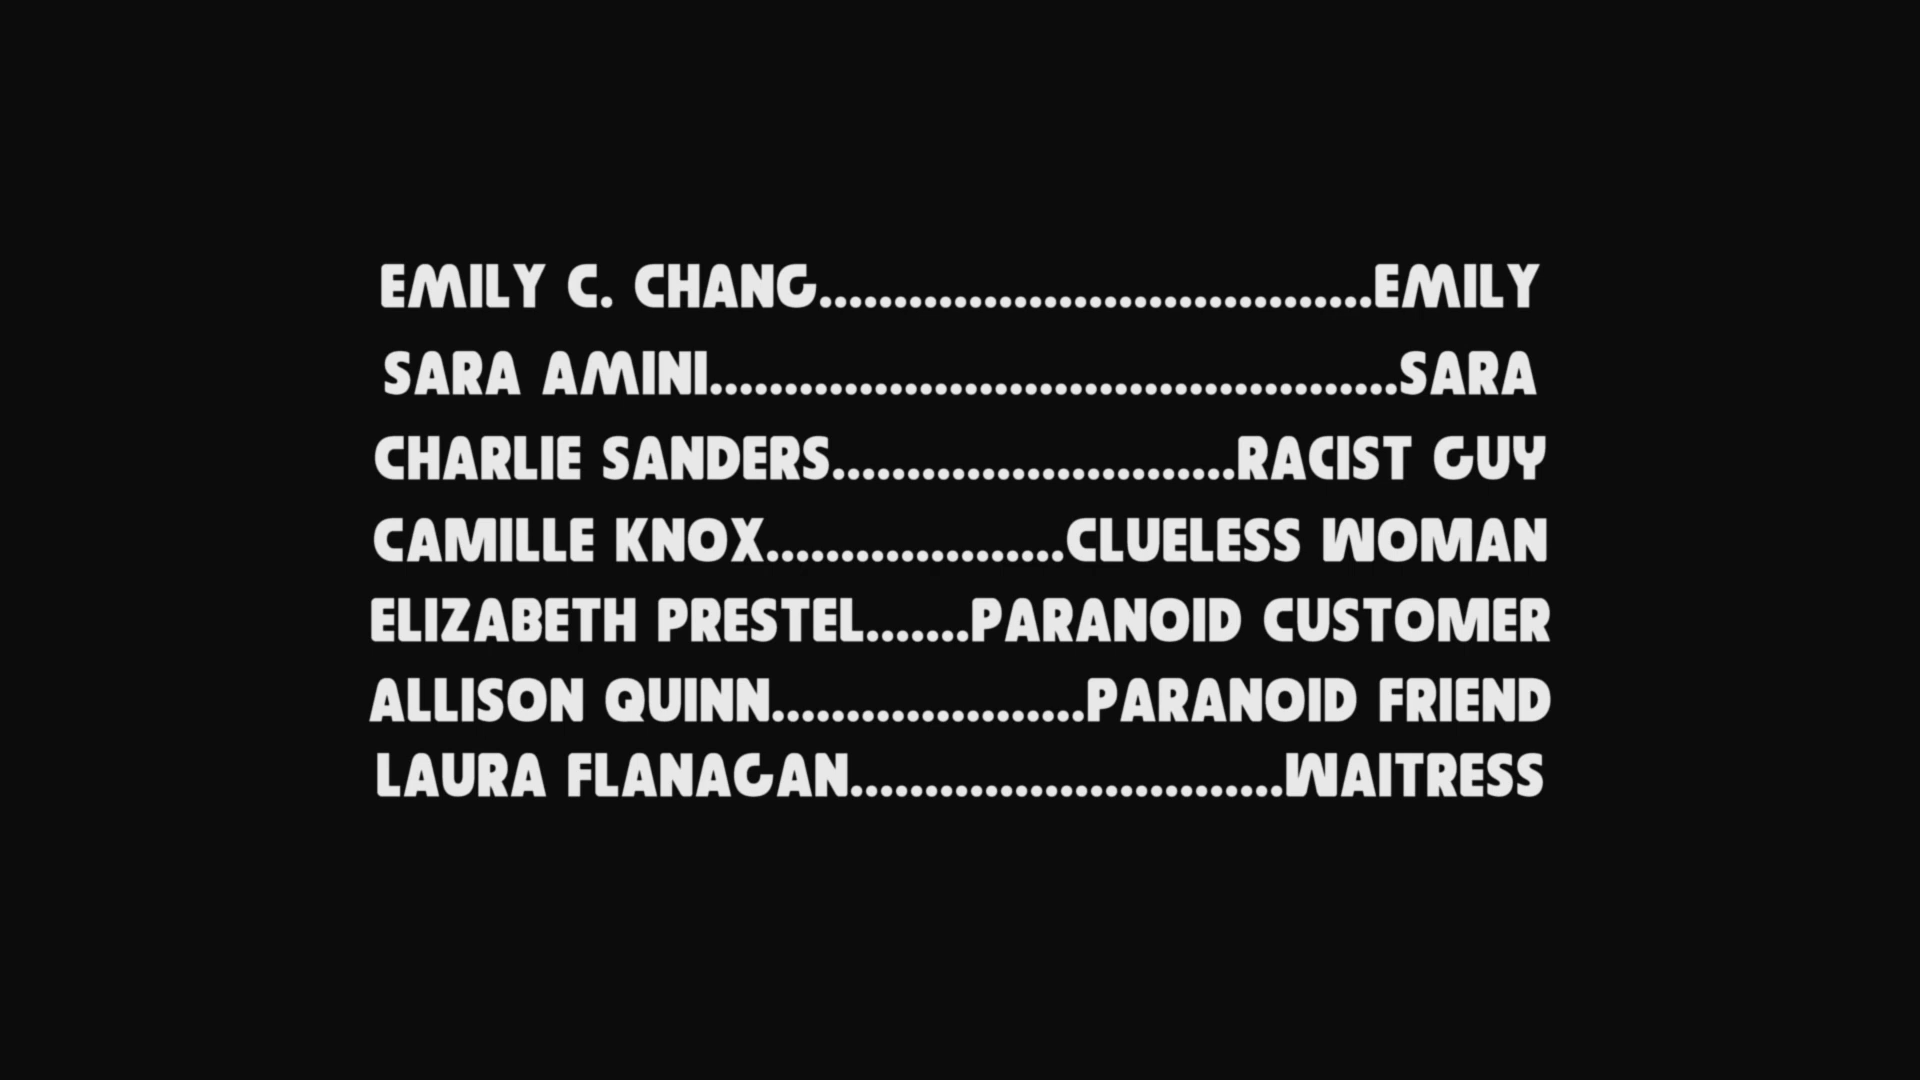 EMILY C. CHANG.....................................EMILY
SARA AMINI..............................................SARA
CHARLIE SANDERS...........................RACIST GUY
CAMILLE KNOX....................CLUELESS WOMAN
ELIZABETH PRESTEL.......PARANOID CUSTOMER
ALLISON QUINN.....................PARANOID FRIEND
LAURA FLANAGAN.............................WAITRESS